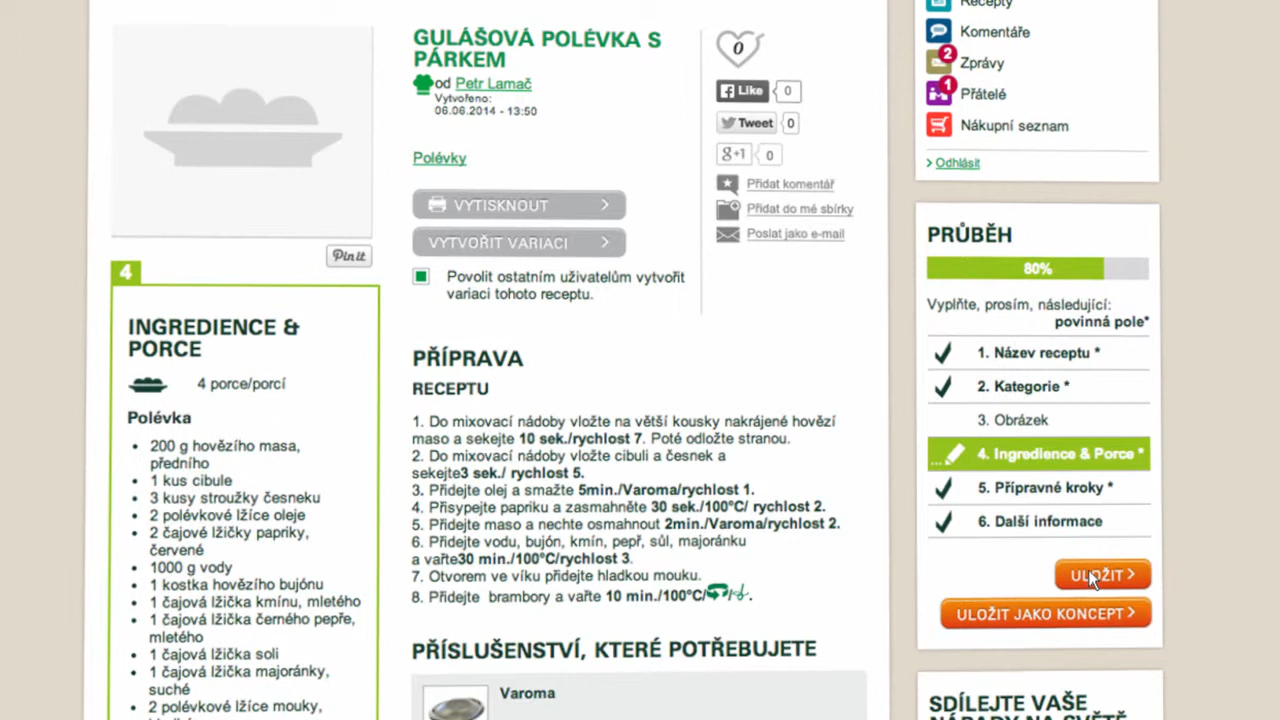 GULÁŠOVÁ POLÉVKA S
PÁRKEM
od Petr Lamač
Vytvořeno:
06.06.2014 - 13:50
Polévky
VYTISKNOUT
VYTVOŘIT VARIACI
Povolit ostatním uživatelům vytvořit
variaci tohoto receptu.
0
Like 0
Tweet 0
g+1 0
Přidat komentář
Přidat do mé sbírky
Poslat jako e-mail
Pin it
4
INGREDIENCE &
PORCE
4 porce/porcí
Polévka
• 200 g hovězího masa,
předního
• 1 kus cibule
• 3 kusy stroužky česneku
• 2 polévkové lžíce oleje
• 2 čajové lžičky papriky,
červené
• 1000 g vody
• 1 kostka hovězího bujónu
• 1 čajová lžička kmínu, mletého
• 1 čajová lžička černého pepře,
mletého
• 1 čajová lžička soli
• 1 čajová lžička majoránky,
suché
• 2 polévkové lžíce mouky,
PŘÍPRAVA
RECEPTU
1. Do mixovací nádoby vložte na větší kousky nakrájené hovězí
maso a sekejte 10 sek./rychlost 7. Poté odložte stranou.
2. Do mixovací nádoby vložte cibuli a česnek a
sekejte3 sek./ rychlost 5.
3. Přidejte olej a smažte 5min./Varoma/rychlost 1.
4. Přisypejte papriku a zasmahněte 30 sek./100°C/ rychlost 2.
5. Přidejte maso a nechte osmahnout 2min./Varoma/rychlost 2.
6. Přidejte vodu, bujón, kmín, pepř, sůl, majoránku
a vařte30 min./100°C/rychlost 3.
7. Otvorem ve víku přidejte hladkou mouku.
8. Přidejte brambory a vařte 10 min./100°C/ .
PŘÍSLUŠENSTVÍ, KTERÉ POTŘEBUJETE
Varoma
Recepty
Komentáře
2 Zprávy
1 Přátelé
Nákupní seznam
Odhlásit
PRŮBĚH
80%
Vyplňte, prosím, následující:
povinná pole*
1. Název receptu *
2. Kategorie *
3. Obrázek
4. Ingredience & Porce *
5. Přípravné kroky *
6. Další informace
ULOŽIT
ULOŽIT JAKO KONCEPT
SDÍLEJTE VAŠE
NÁPADY NA SVĚTĚ